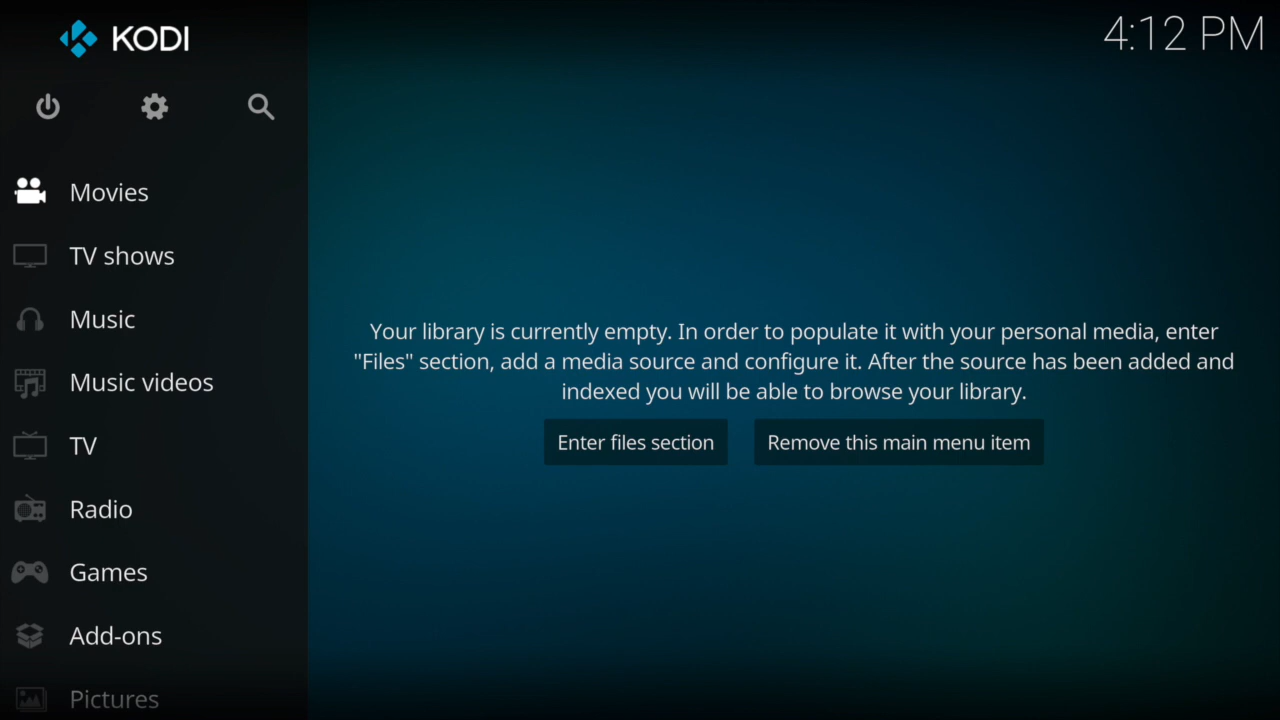 KODI
4:12 PM
Movies
TV shows
Music
Music videos
TV
Radio
Games
Add-ons
Pictures
Your library is currently empty. In order to populate it with your personal media, enter
"Files" section, add a media source and configure it. After the source has been added and
indexed you will be able to browse your library.
Enter files section
Remove this main menu item